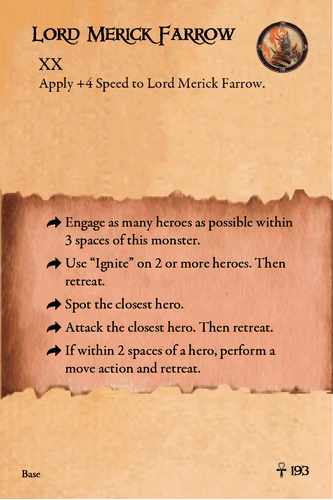 Lord Merick Farrow
XX
Apply +4 Speed to Lord Merick Farrow.
Engage as many heroes as possible within
3 spaces of this monster.
Use “Ignite” on 2 or more heroes. Then
retreat.
Spot the closest hero.
Attack the closest hero. Then retreat.
If within 2 spaces of a hero, perform a
move action and retreat.
Base
193